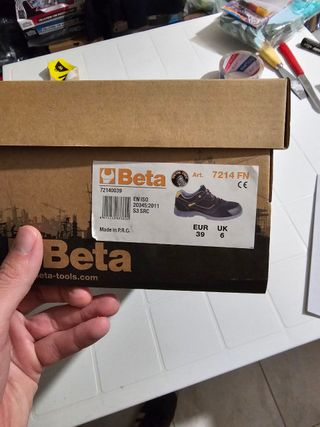 Beta
Art. 7214 FN
72140039
EN ISO
20345:2011
S3 SRC
CE
Made in P.R.C.
EUR UK
39 6
Beta
beta-tools.com